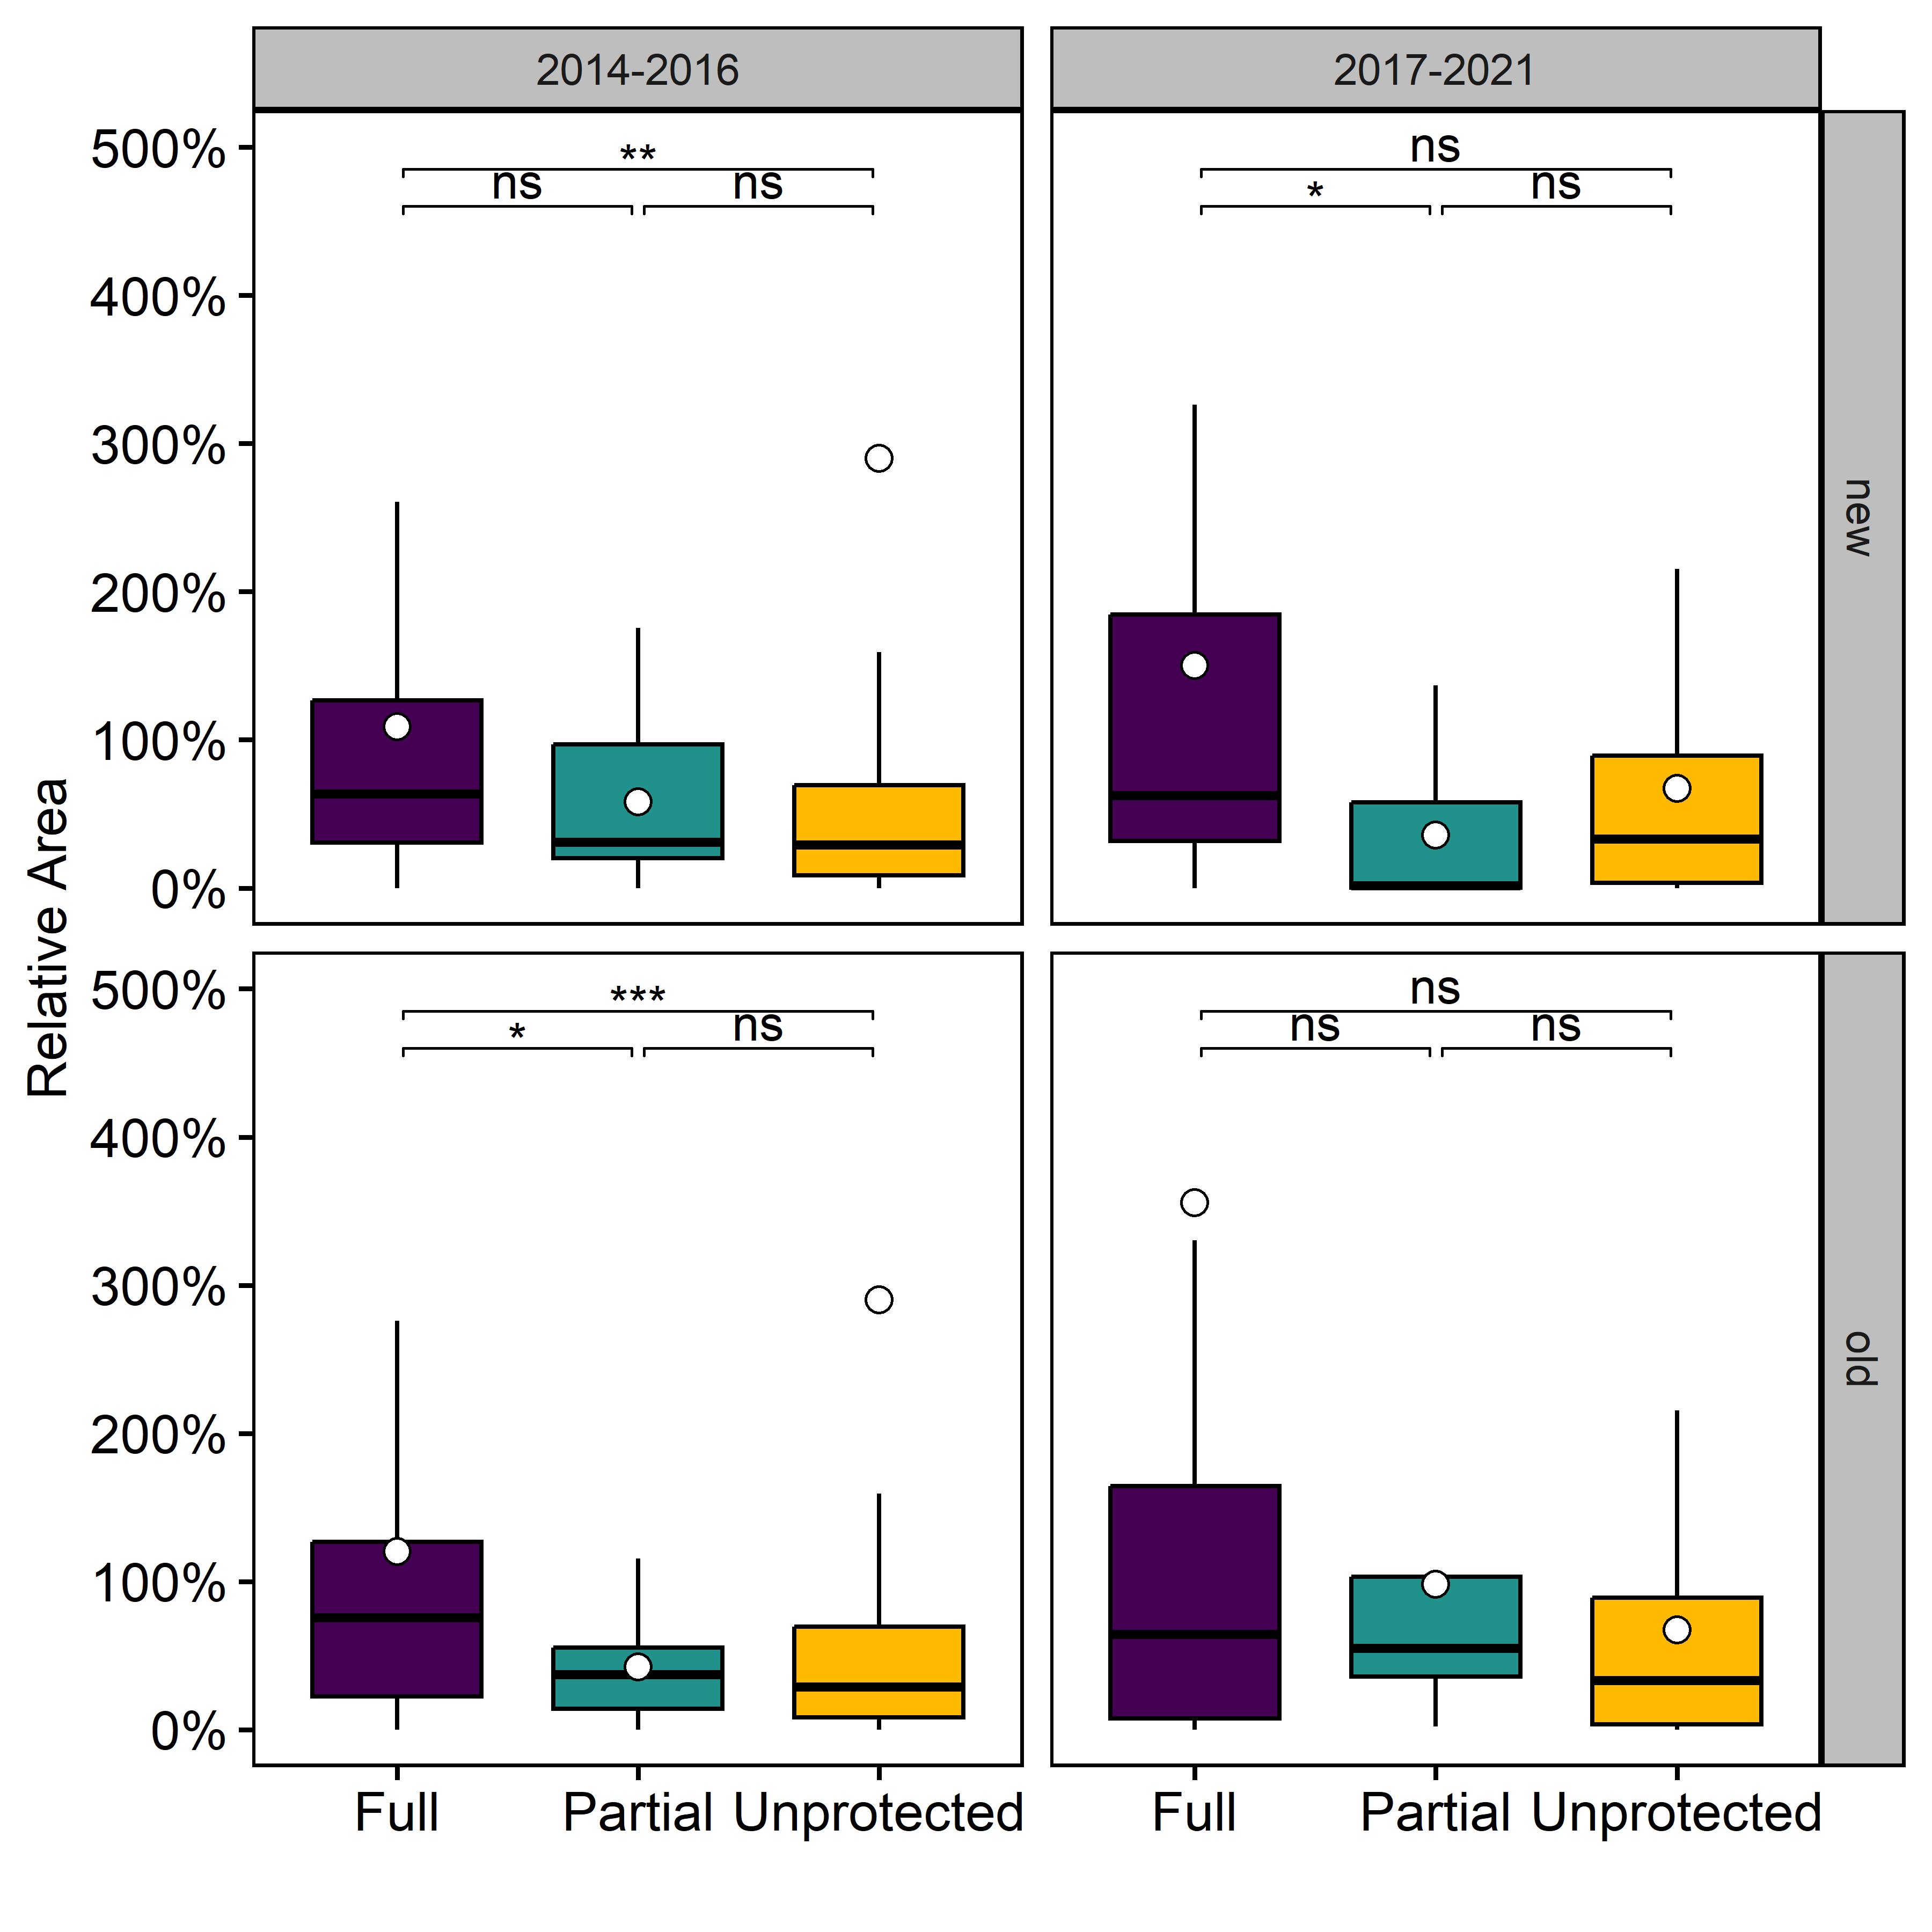 2014-2016
2017-2021
500%
400%
300%
200%
100%
0%
**
ns
ns
ns
*
ns
new
Relative Area
500%
400%
300%
200%
100%
0%
***
*
ns
ns
ns
ns
old
Full
Partial
Unprotected
Full
Partial
Unprotected